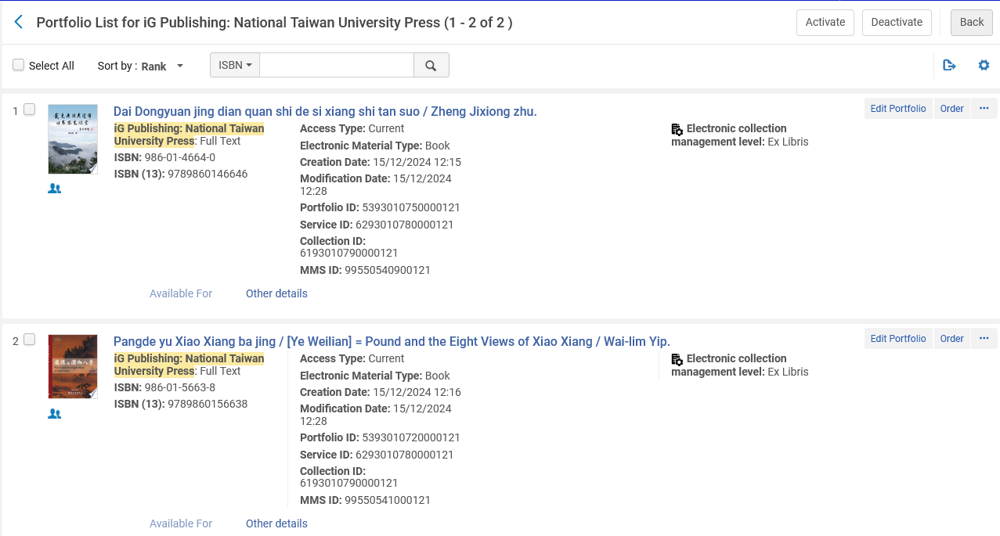 Portfolio List for iG Publishing: National Taiwan University Press (1 - 2 of 2 )
Activate
Deactivate
Back
Select All
Sort by : Rank
ISBN
1
Dai Dongyuan jing dian quan shi de si xiang shi tan suo / Zheng Jixiong zhu.
Edit Portfolio
Order
iG Publishing: National Taiwan
University Press: Full Text
ISBN: 986-01-4664-0
ISBN (13): 9789860146646
Access Type: Current
Electronic Material Type: Book
Creation Date: 15/12/2024 12:15
Modification Date: 15/12/2024
12:28
Portfolio ID: 5393010750000121
Service ID: 6293010780000121
Collection ID:
6193010790000121
MMS ID: 99550540900121
Electronic collection
management level: Ex Libris
Available For
Other details
2
Pangde yu Xiao Xiang ba jing / [Ye Weilian] = Pound and the Eight Views of Xiao Xiang / Wai-lim Yip.
Edit Portfolio
Order
龐德與瀟湘八景
iG Publishing: National Taiwan
University Press: Full Text
ISBN: 986-01-5663-8
ISBN (13): 9789860156638
Access Type: Current
Electronic Material Type: Book
Creation Date: 15/12/2024 12:16
Modification Date: 15/12/2024
12:28
Portfolio ID: 5393010720000121
Service ID: 6293010780000121
Collection ID:
6193010790000121
MMS ID: 99550541000121
Electronic collection
management level: Ex Libris
Available For
Other details